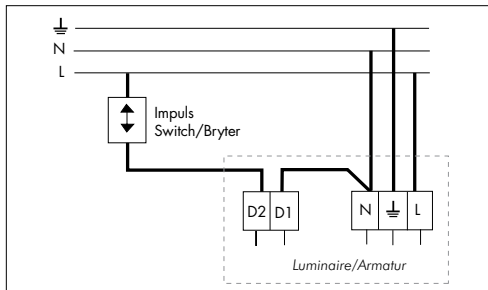 N
L
Impuls
Switch/Bryter
D2 D1 N L
Luminaire/Armatur